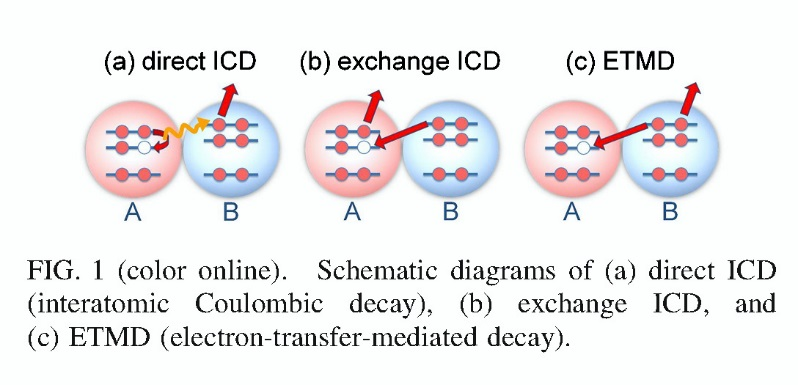 (a) direct ICD (b) exchange ICD (c) ETMD
A B A B A B
FIG. 1 (color online). Schematic diagrams of (a) direct ICD
(interatomic Coulombic decay), (b) exchange ICD, and
(c) ETMD (electron-transfer-mediated decay).